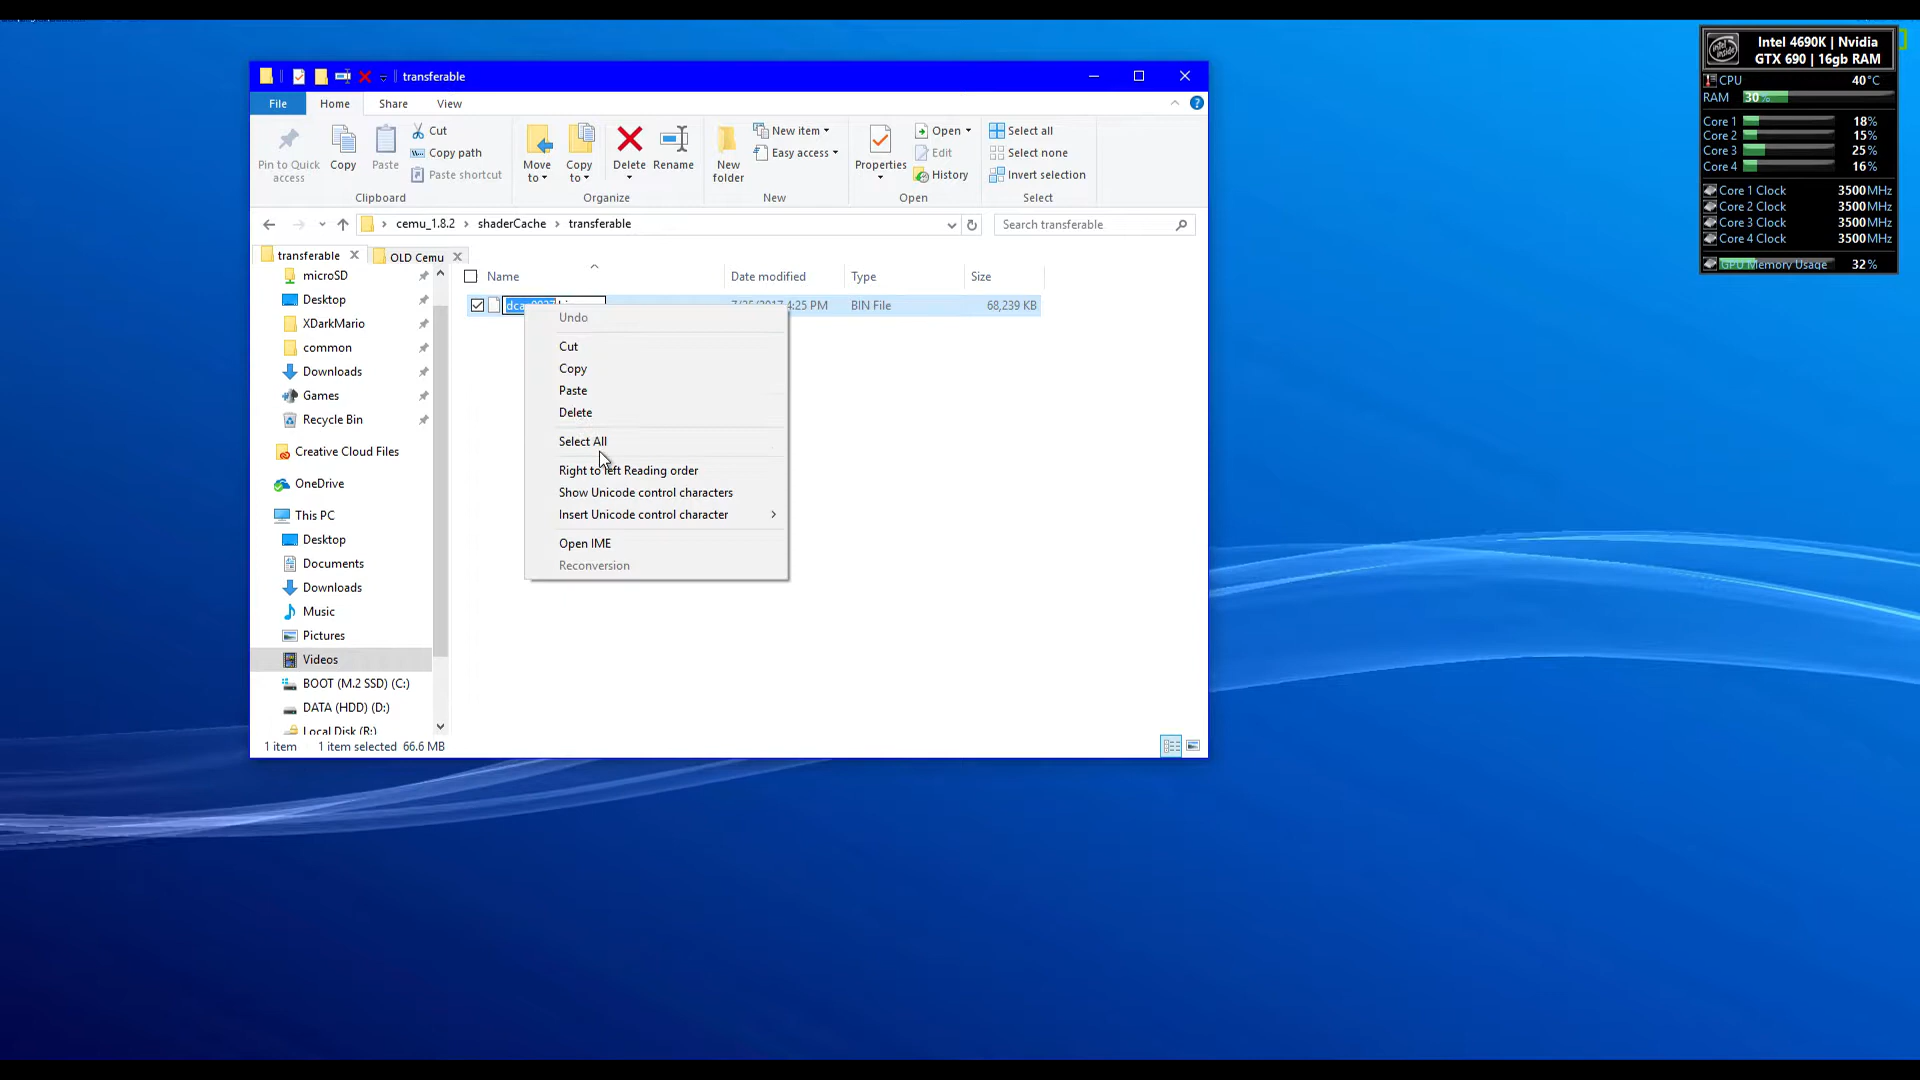 transferable
Intel 4690K | Nvidia
GTX 690 | 16gb RAM
CPU 40°C
RAM 30%
Core 1 18%
Core 2 15%
Core 3 25%
Core 4 16%
Core 1 Clock 3500MHz
Core 2 Clock 3500MHz
Core 3 Clock 3500MHz
Core 4 Clock 3500MHz
GPU Memory Usage 32%
File Home Share View
Pin to Quick access
Copy
Paste
Cut
Copy path
Paste shortcut
Clipboard
Move to
Copy to
Delete
Rename
Organize
New folder
New item
Easy access
New
Properties
Open
Edit
History
Open
Select all
Select none
Invert selection
Select
cemu_1.8.2 › shaderCache › transferable
Search transferable
transferable
OLD Cemu
Name Date modified Type Size
4:25 PM BIN File 68,239 KB
microSD
Desktop
XDarkMario
common
Downloads
Games
Recycle Bin
Creative Cloud Files
OneDrive
This PC
Desktop
Documents
Downloads
Music
Pictures
Videos
BOOT (M.2 SSD) (C:)
DATA (HDD) (D:)
Local Disk (R:)
Undo
Cut
Copy
Paste
Delete
Select All
Right to left Reading order
Show Unicode control characters
Insert Unicode control character
Open IME
Reconversion
1 item 1 item selected 66.6 MB